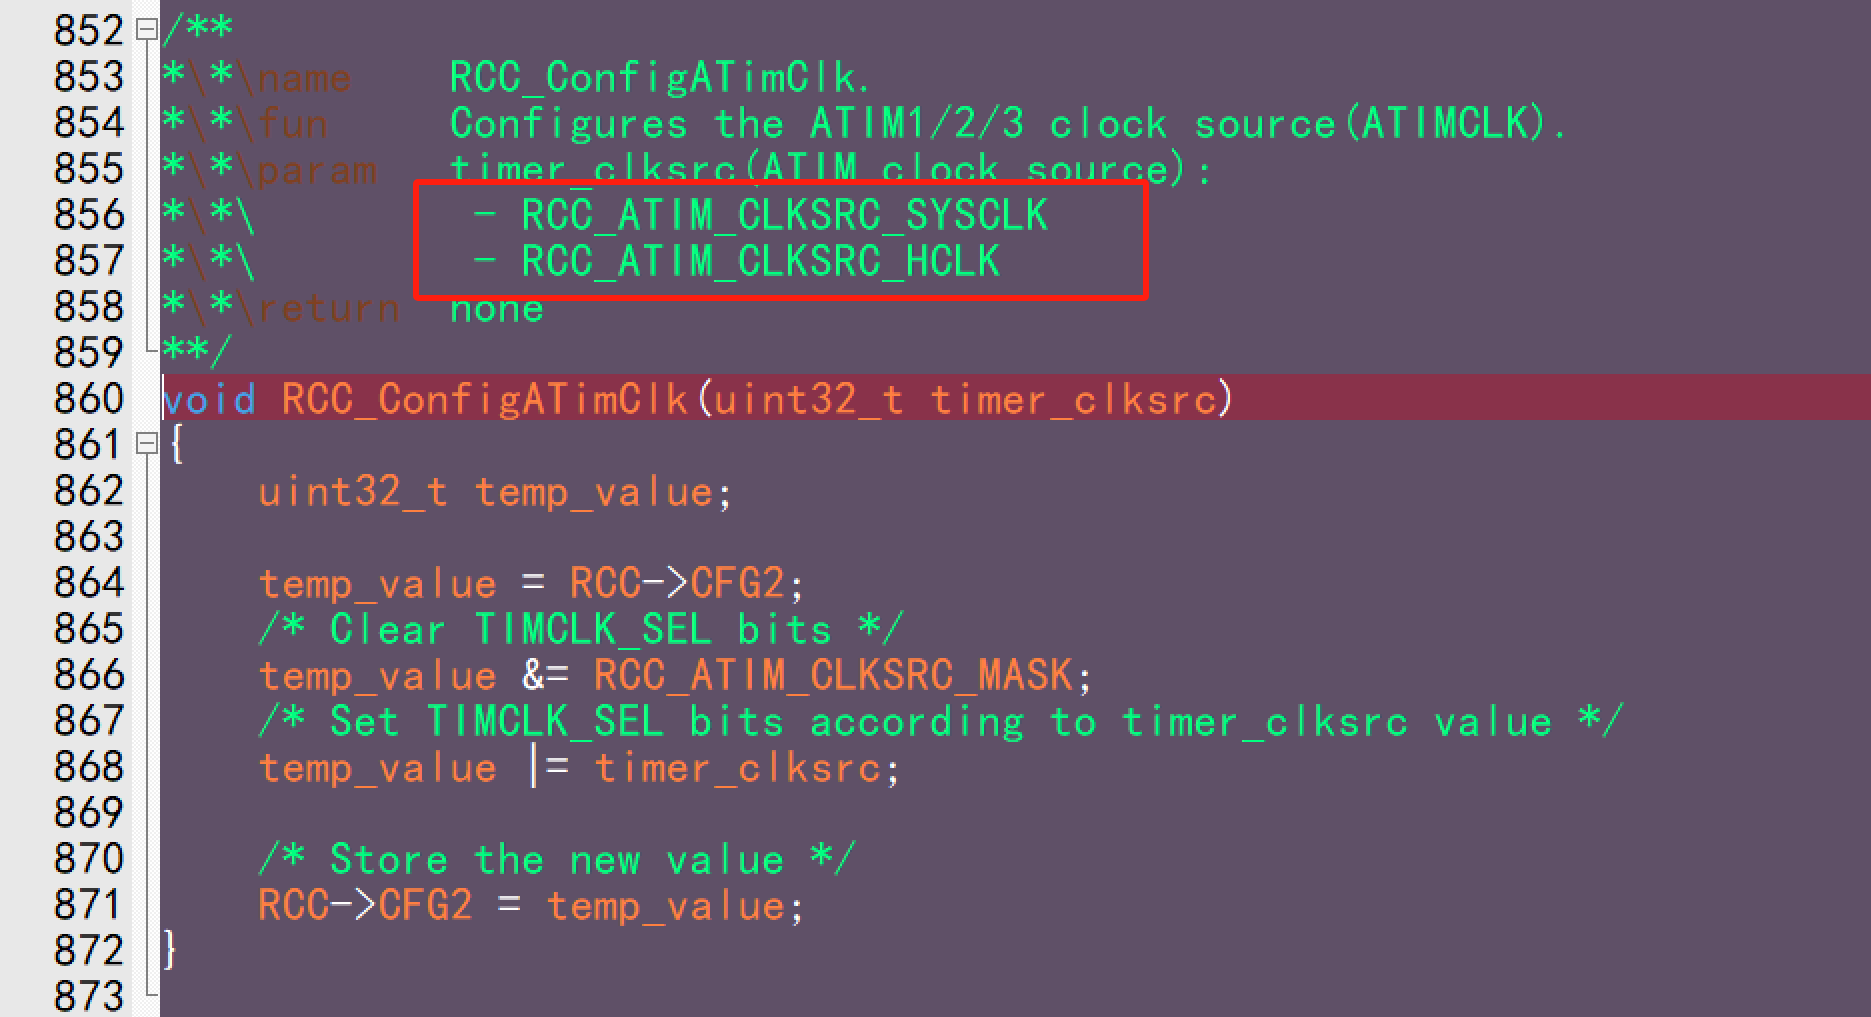 852 /**
853 *\*\name    RCC_ConfigATimClk.
854 *\*\fun     Configures the ATIM1/2/3 clock source(ATIMCLK).
855 *\*\param   timer_clksrc(ATIM clock source):
856 *\*\         - RCC_ATIM_CLKSRC_SYSCLK
857 *\*\         - RCC_ATIM_CLKSRC_HCLK
858 *\*\return  none
859 **/
860 void RCC_ConfigATimClk(uint32_t timer_clksrc)
861 {
862     uint32_t temp_value;
863
864     temp_value = RCC->CFG2;
865     /* Clear TIMCLK_SEL bits */
866     temp_value &= RCC_ATIM_CLKSRC_MASK;
867     /* Set TIMCLK_SEL bits according to timer_clksrc value */
868     temp_value |= timer_clksrc;
869
870     /* Store the new value */
871     RCC->CFG2 = temp_value;
872 }
873